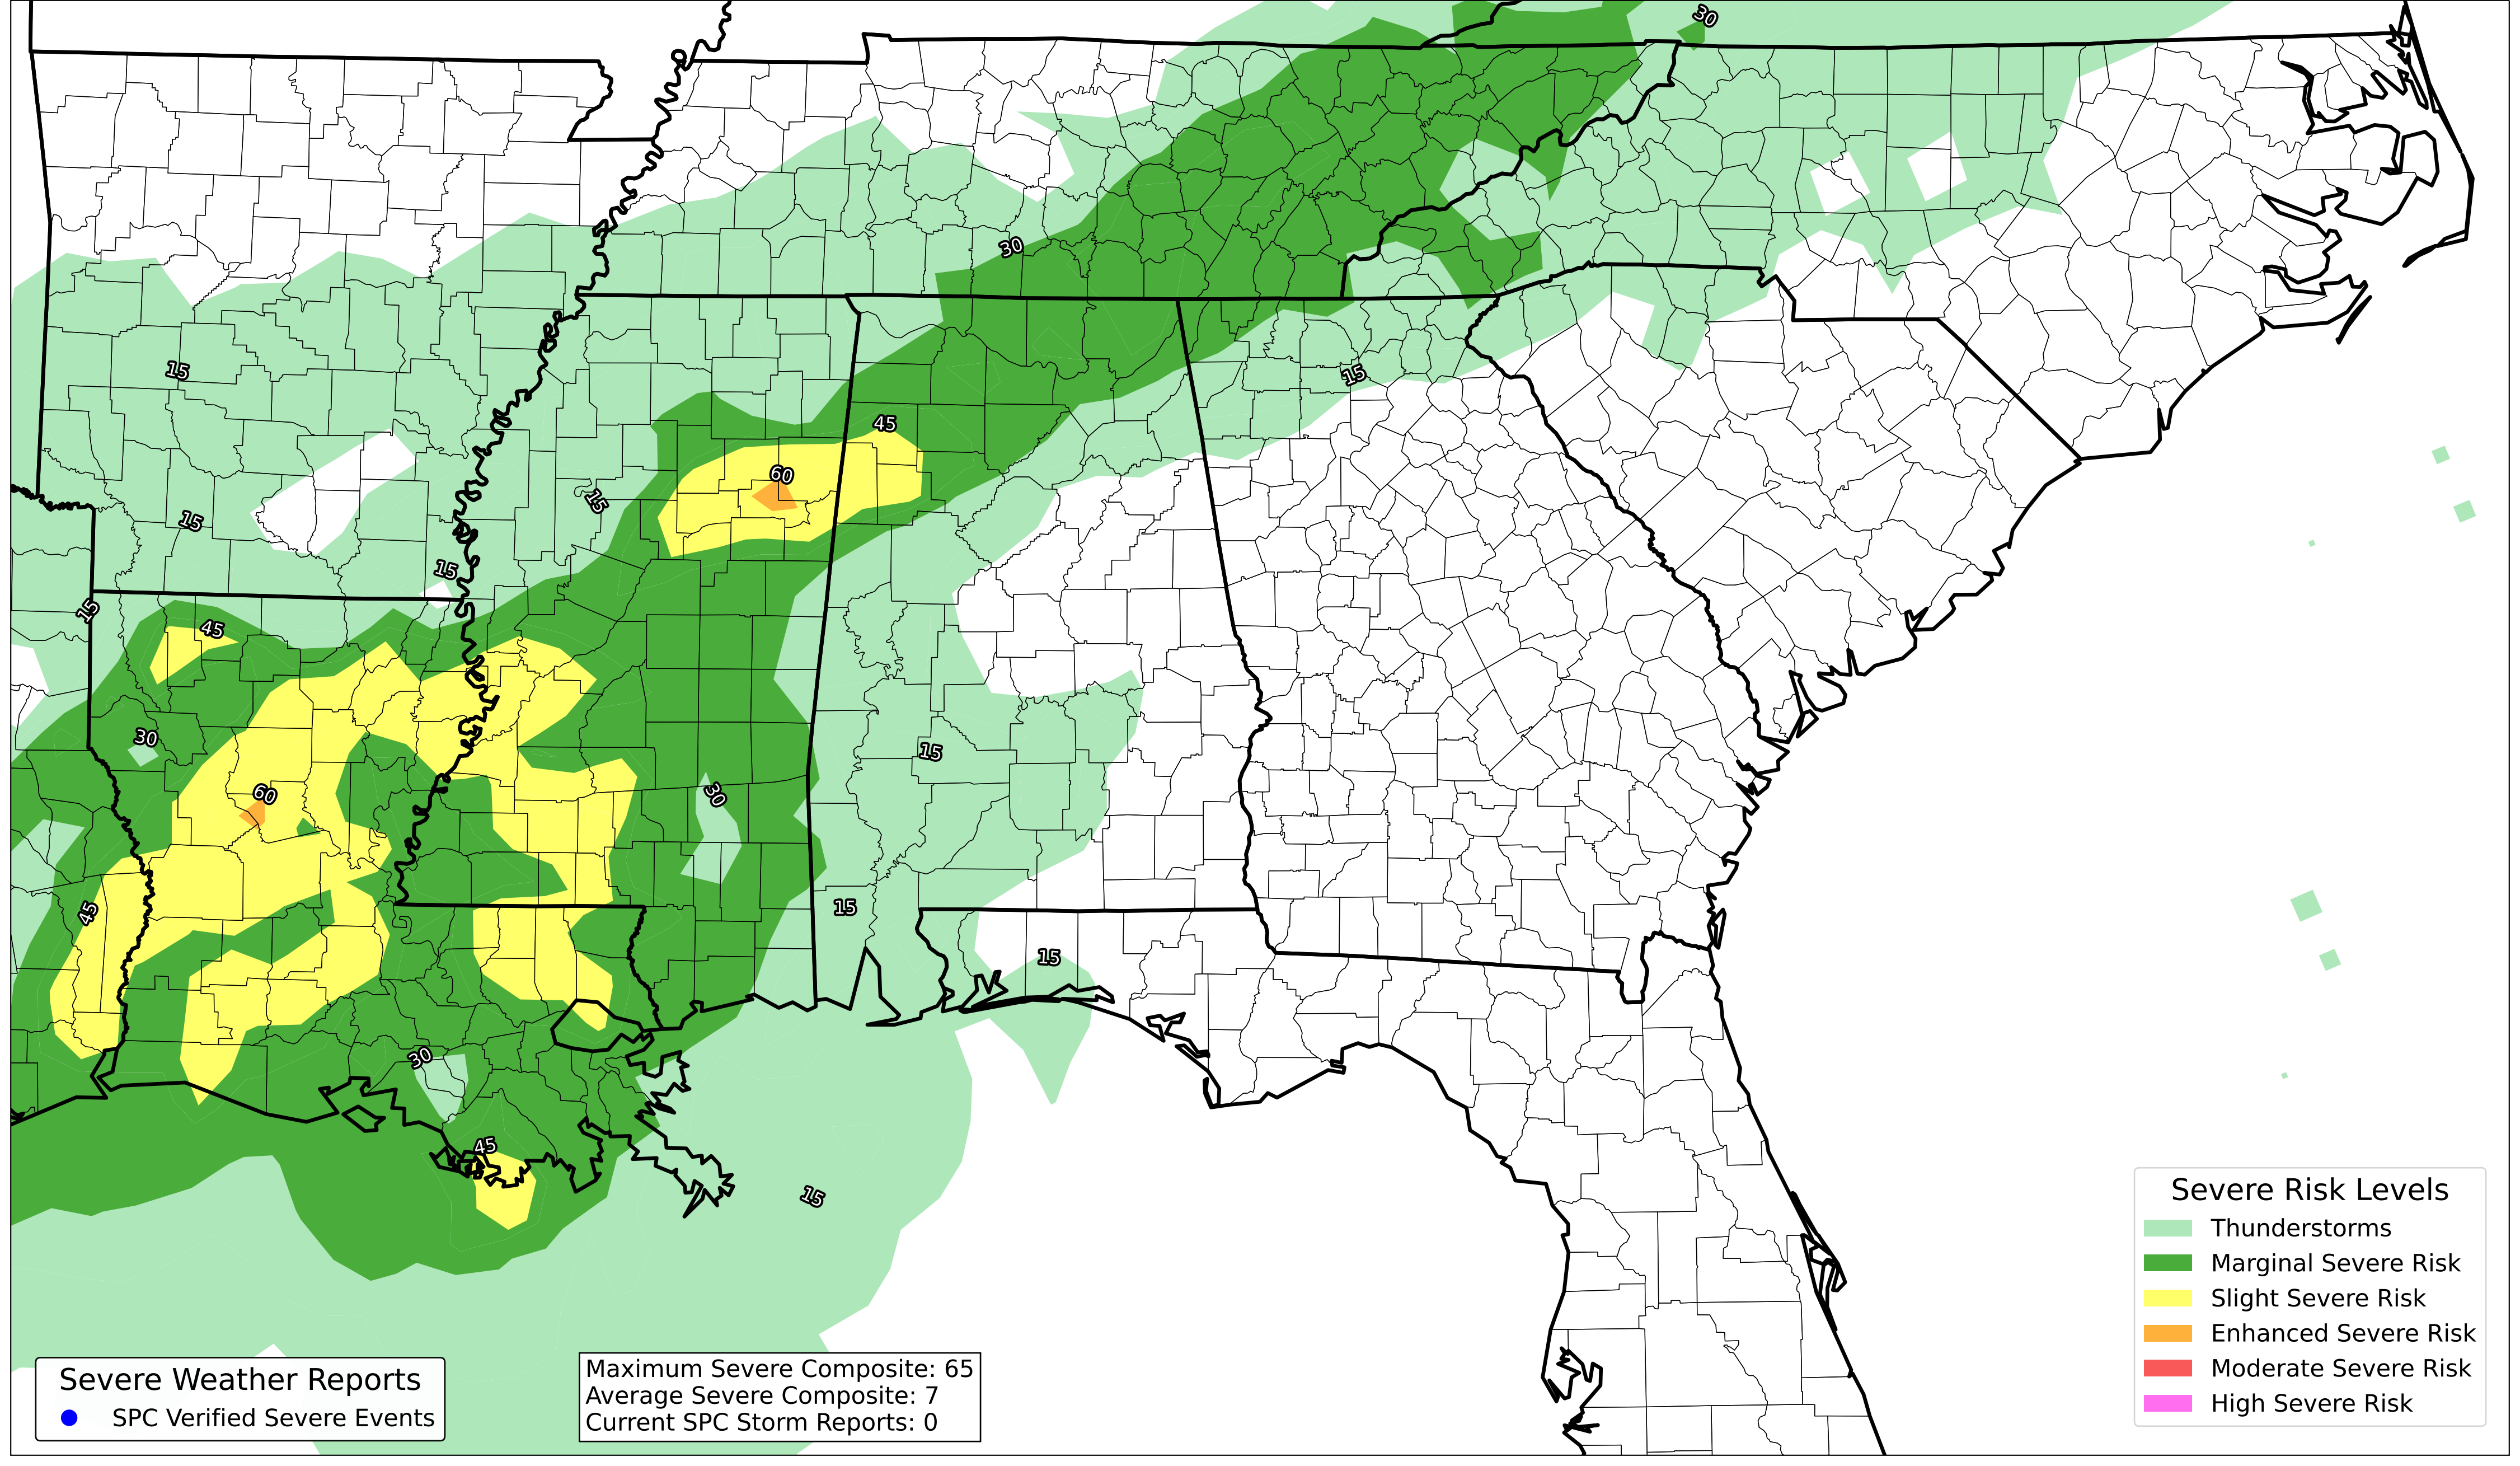 30
30
15
15
45
60
15
15
15
15
45
30
60
30
15
45
15
15
30
45
15
Severe Weather Reports
SPC Verified Severe Events
Maximum Severe Composite: 65
Average Severe Composite: 7
Current SPC Storm Reports: 0
Severe Risk Levels
Thunderstorms
Marginal Severe Risk
Slight Severe Risk
Enhanced Severe Risk
Moderate Severe Risk
High Severe Risk